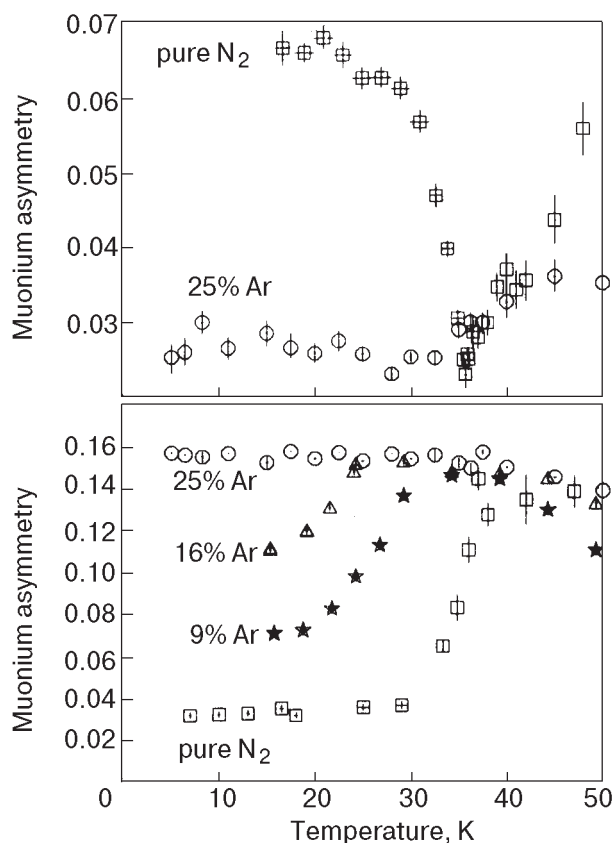 0.07
pure N2
0.06
0.05
0.04
25% Ar
0.03
Muonium asymmetry
0.16
25% Ar
0.14
16% Ar
0.12
0.10
0.08
9% Ar
0.06
0.04
0.02
pure N2
Muonium asymmetry
0 10 20 30 40 50
Temperature, K